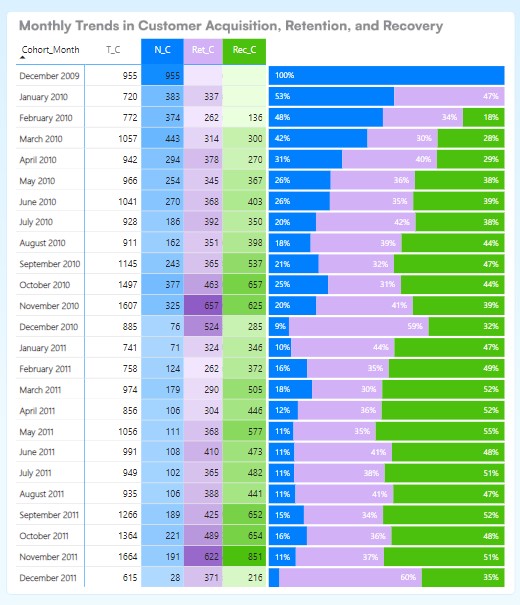 Monthly Trends in Customer Acquisition, Retention, and Recovery
Cohort_Month T_C N_C Ret_C Rec_C
December 2009 955 955 100%
January 2010 720 383 337 53% 47%
February 2010 772 374 262 136 48% 34% 18%
March 2010 1057 443 314 300 42% 30% 28%
April 2010 942 294 378 270 31% 40% 29%
May 2010 966 254 345 367 26% 36% 38%
June 2010 1041 270 368 403 26% 35% 39%
July 2010 928 186 392 350 20% 42% 38%
August 2010 911 162 351 398 18% 39% 44%
September 2010 1145 243 365 537 21% 32% 47%
October 2010 1497 377 463 657 25% 31% 44%
November 2010 1607 325 657 625 20% 41% 39%
December 2010 885 76 524 285 9% 59% 32%
January 2011 741 71 324 346 10% 44% 47%
February 2011 758 124 262 372 16% 35% 49%
March 2011 974 179 290 505 18% 30% 52%
April 2011 856 106 304 446 12% 36% 52%
May 2011 1056 111 368 577 11% 35% 55%
June 2011 991 108 410 473 11% 41% 48%
July 2011 949 102 365 482 11% 38% 51%
August 2011 935 106 388 441 11% 41% 47%
September 2011 1266 189 425 652 15% 34% 52%
October 2011 1364 221 489 654 16% 36% 48%
November 2011 1664 191 622 851 11% 37% 51%
December 2011 615 28 371 216 60% 35%